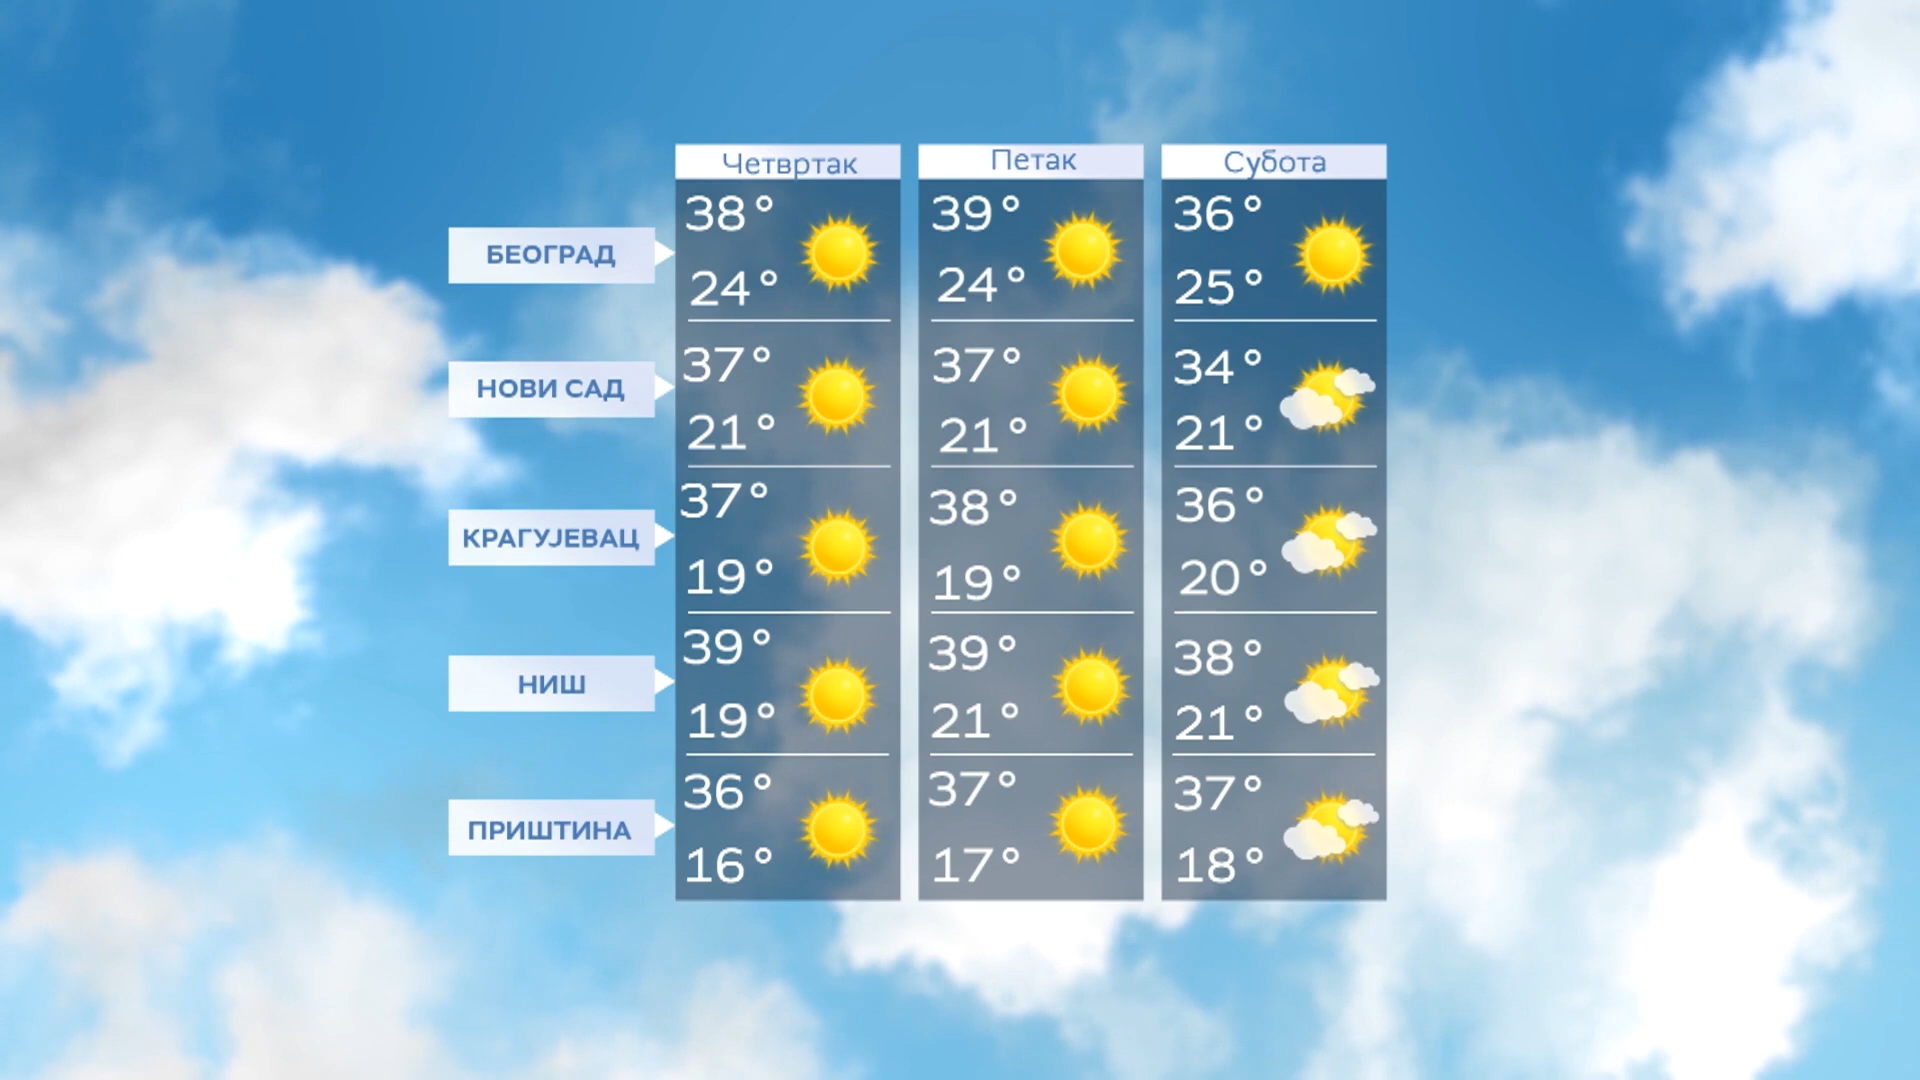 Четвртак Петак Субота
БЕОГРАД 38° 39° 36°
24° 24° 25°
НОВИ САД 37° 37° 34°
21° 21° 21°
КРАГУЈЕВАЦ 37° 38° 36°
19° 19° 20°
НИШ 39° 39° 38°
19° 21° 21°
ПРИШТИНА 36° 37° 37°
16° 17° 18°